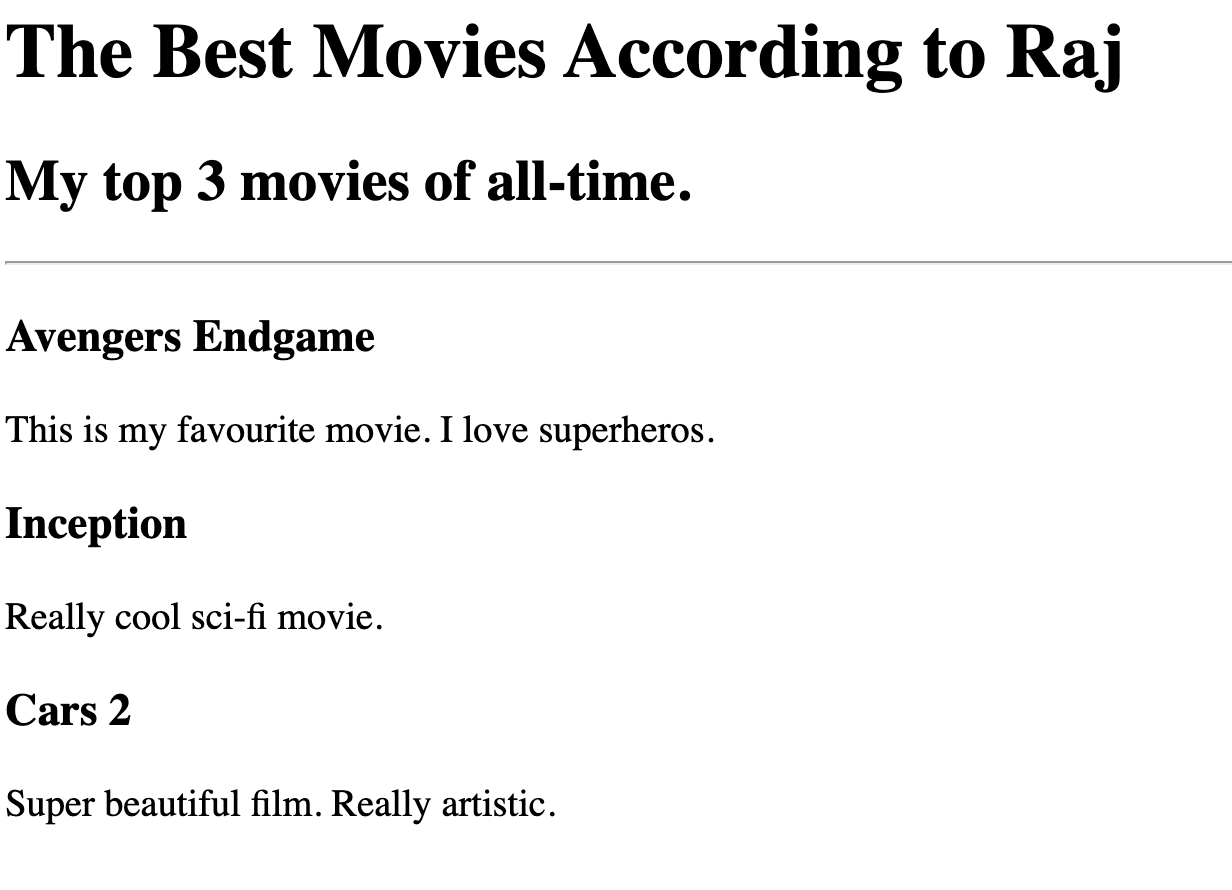 The Best Movies According to Raj
My top 3 movies of all-time.
Avengers Endgame
This is my favourite movie. I love superheros.
Inception
Really cool sci-fi movie.
Cars 2
Super beautiful film. Really artistic.